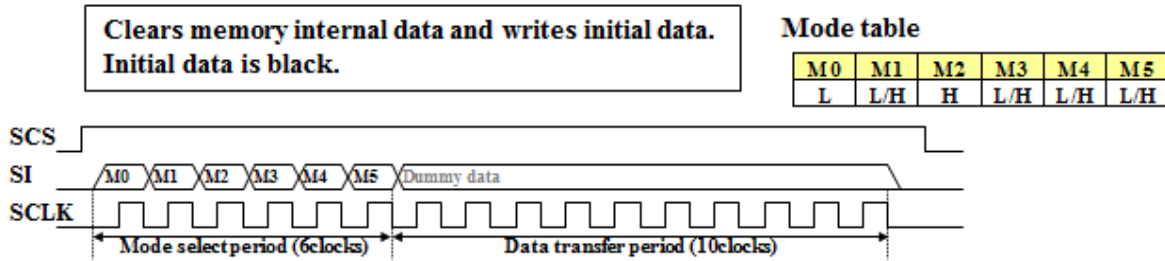 Clears memory internal data and writes initial data.
Initial data is black.
Mode table
M0 M1 M2 M3 M4 M5
L L/H H L/H L/H L/H
SCS
SI M0 M1 M2 M3 M4 M5 Dummy data
SCLK
Mode select period (6clocks) Data transfer period (10clocks)